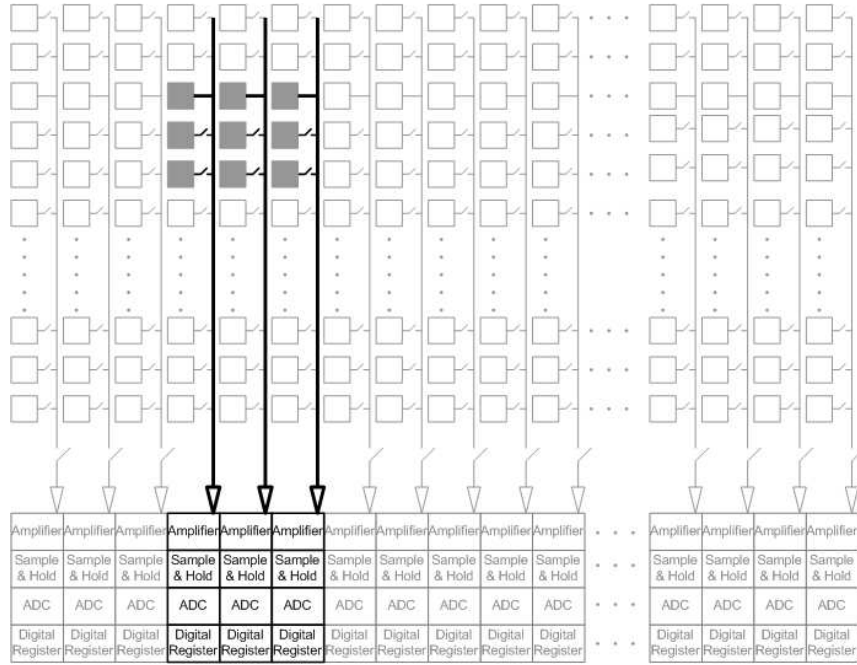 Amplifier Amplifier Amplifier Amplifier Amplifier Amplifier Amplifier Amplifier Amplifier Amplifier Amplifier Amplifier Amplifier Amplifier Amplifier
Sample Sample Sample Sample Sample Sample Sample Sample Sample Sample Sample Sample Sample Sample Sample
& Hold & Hold & Hold & Hold & Hold & Hold & Hold & Hold & Hold & Hold & Hold & Hold & Hold & Hold & Hold
ADC ADC ADC ADC ADC ADC ADC ADC ADC ADC ADC ADC ADC ADC ADC
Digital Digital Digital Digital Digital Digital Digital Digital Digital Digital Digital Digital Digital Digital Digital
Register Register Register Register Register Register Register Register Register Register Register Register Register Register Register